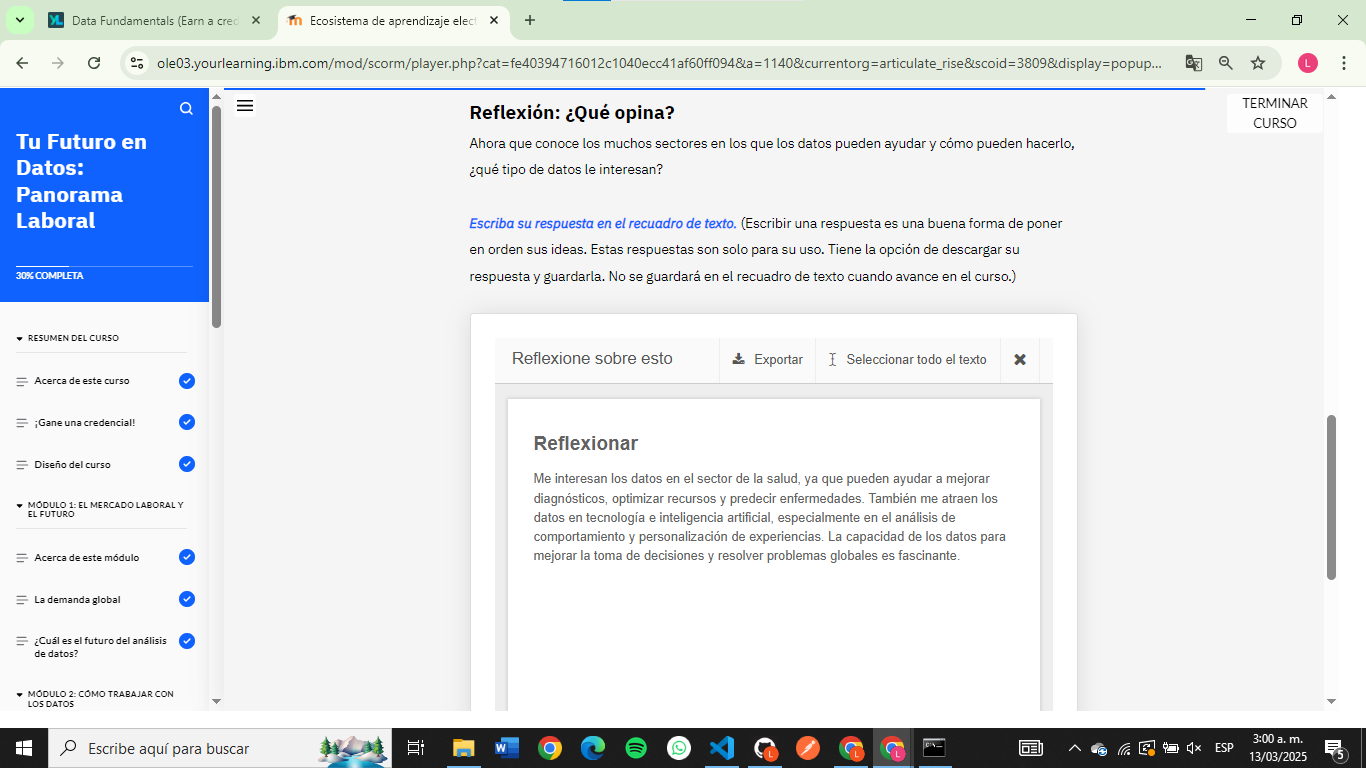 Data Fundamentals (Earn a cred
Ecosistema de aprendizaje elect
ole03.yourlearning.ibm.com/mod/scorm/player.php?cat=fe40394716012c1040ecc41af60ff094&a=1140&currentorg=articulate_rise&scoid=3809&display=popup...
L
Tu Futuro en
Datos:
Panorama
Laboral
30% COMPLETA
RESUMEN DEL CURSO
Acerca de este curso
¡Gane una credencial!
Diseño del curso
MÓDULO 1: EL MERCADO LABORAL Y
EL FUTURO
Acerca de este módulo
La demanda global
¿Cuál es el futuro del análisis
de datos?
MÓDULO 2: CÓMO TRABAJAR CON
LOS DATOS
TERMINAR
CURSO
Reflexión: ¿Qué opina?
Ahora que conoce los muchos sectores en los que los datos pueden ayudar y cómo pueden hacerlo,
¿qué tipo de datos le interesan?
Escriba su respuesta en el recuadro de texto. (Escribir una respuesta es una buena forma de poner
en orden sus ideas. Estas respuestas son solo para su uso. Tiene la opción de descargar su
respuesta y guardarla. No se guardará en el recuadro de texto cuando avance en el curso.)
Reflexione sobre esto
Exportar
Seleccionar todo el texto
Reflexionar
Me interesan los datos en el sector de la salud, ya que pueden ayudar a mejorar
diagnósticos, optimizar recursos y predecir enfermedades. También me atraen los
datos en tecnología e inteligencia artificial, especialmente en el análisis de
comportamiento y personalización de experiencias. La capacidad de los datos para
mejorar la toma de decisiones y resolver problemas globales es fascinante.
Escribe aquí para buscar
ESP
3:00 a. m.
13/03/2025
5